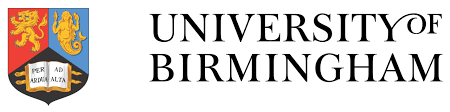 PER AD
ARDUA ALTA
UNIVERSITY OF
BIRMINGHAM